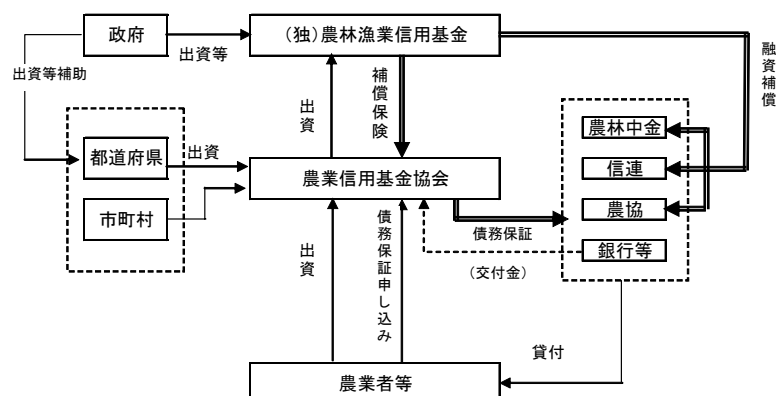 政府
出資等
(独)農林漁業信用基金
出資等補助
出資
補償保険
融資補償
都道府県
出資
市町村
農業信用基金協会
農林中金
信連
農協
銀行等
債務保証
(交付金)
出資
債務保証申し込み
貸付
農業者等